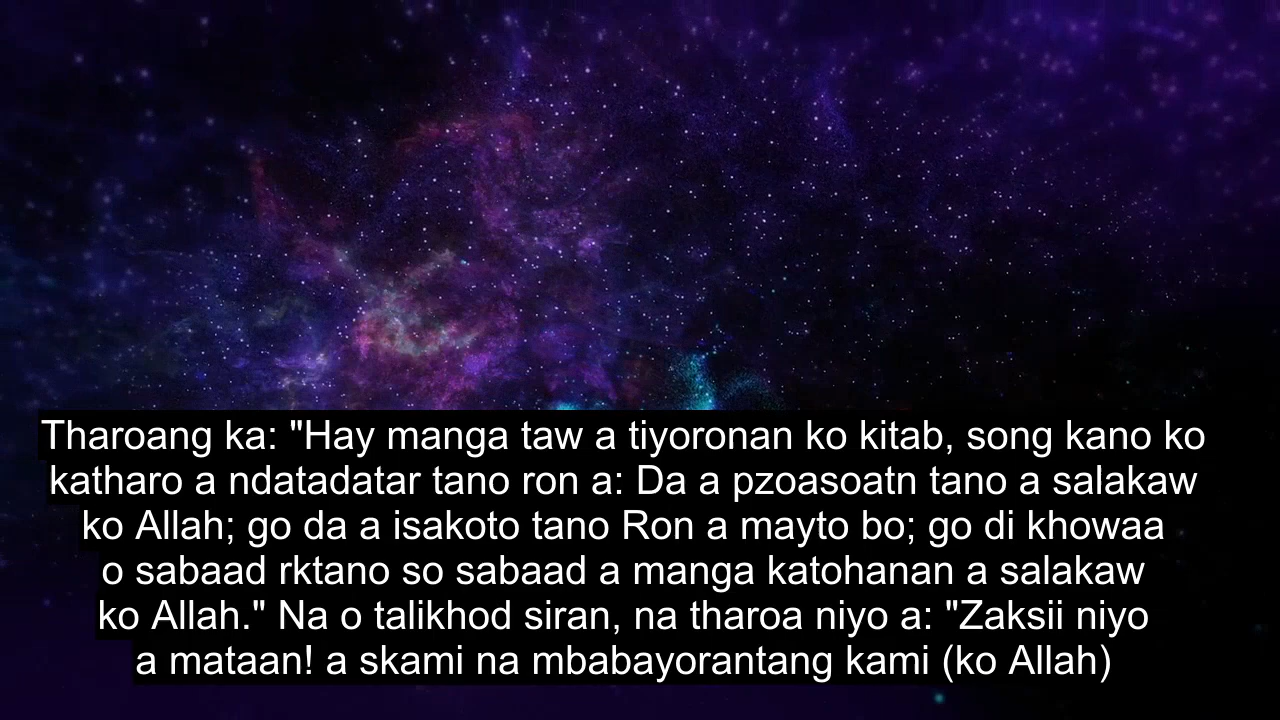 Tharoang ka: "Hay manga taw a tiyoronan ko kitab, song kano ko
katharo a ndatadatar tano ron a: Da a pzoasoatn tano a salakaw
ko Allah; go da a isakoto tano Ron a mayto bo; go di khowaa
o sabaad rktano so sabaad a manga katohanan a salakaw
ko Allah." Na o talikhod siran, na tharoa niyo a: "Zaksii niyo
a mataan! a skami na mbabayorantang kami (ko Allah)